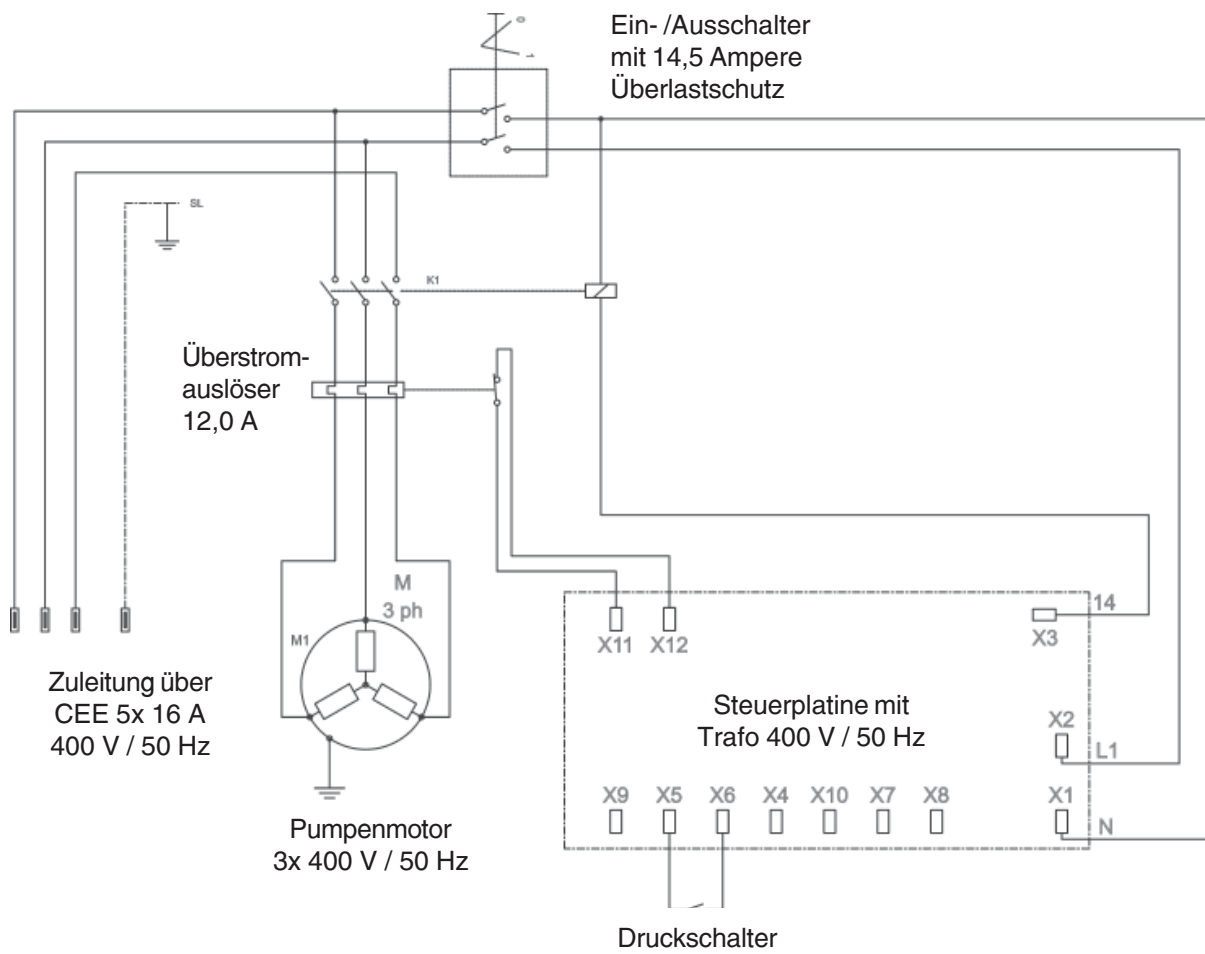 0
1
Ein- /Ausschalter
mit 14,5 Ampere
Überlastschutz
SL
K1
Überstrom-
auslöser
12,0 A
M
3 ph
M1
14
X11 X12 X3
Zuleitung über
CEE 5x 16 A
400 V / 50 Hz
Steuerplatine mit
Trafo 400 V / 50 Hz
X2
L1
X9 X5 X6 X4 X10 X7 X8 X1
N
Pumpenmotor
3x 400 V / 50 Hz
Druckschalter